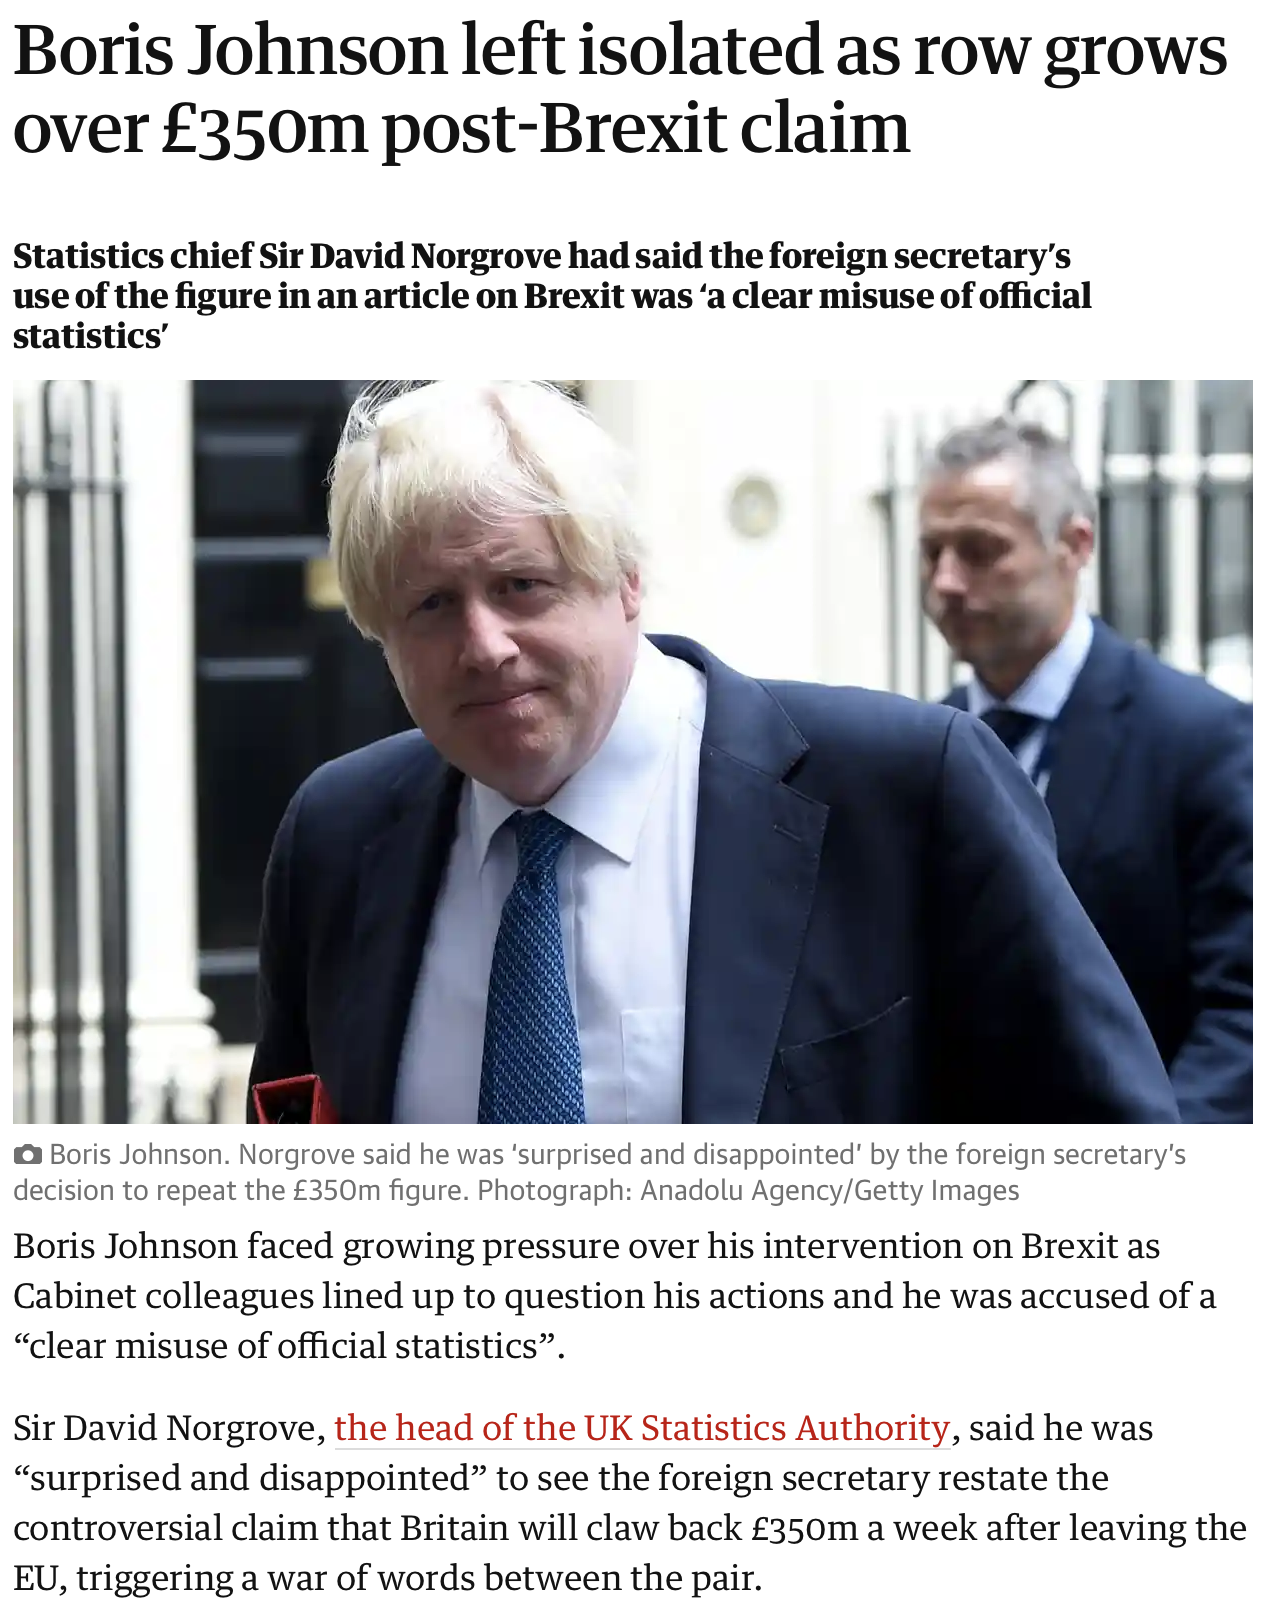 Boris Johnson left isolated as row grows
over £350m post-Brexit claim
Statistics chief Sir David Norgrove had said the foreign secretary’s
use of the figure in an article on Brexit was ‘a clear misuse of official
statistics’
Boris Johnson. Norgrove said he was ‘surprised and disappointed’ by the foreign secretary’s
decision to repeat the £350m figure. Photograph: Anadolu Agency/Getty Images
Boris Johnson faced growing pressure over his intervention on Brexit as
Cabinet colleagues lined up to question his actions and he was accused of a
“clear misuse of official statistics”.
Sir David Norgrove, the head of the UK Statistics Authority, said he was
“surprised and disappointed” to see the foreign secretary restate the
controversial claim that Britain will claw back £350m a week after leaving the
EU, triggering a war of words between the pair.